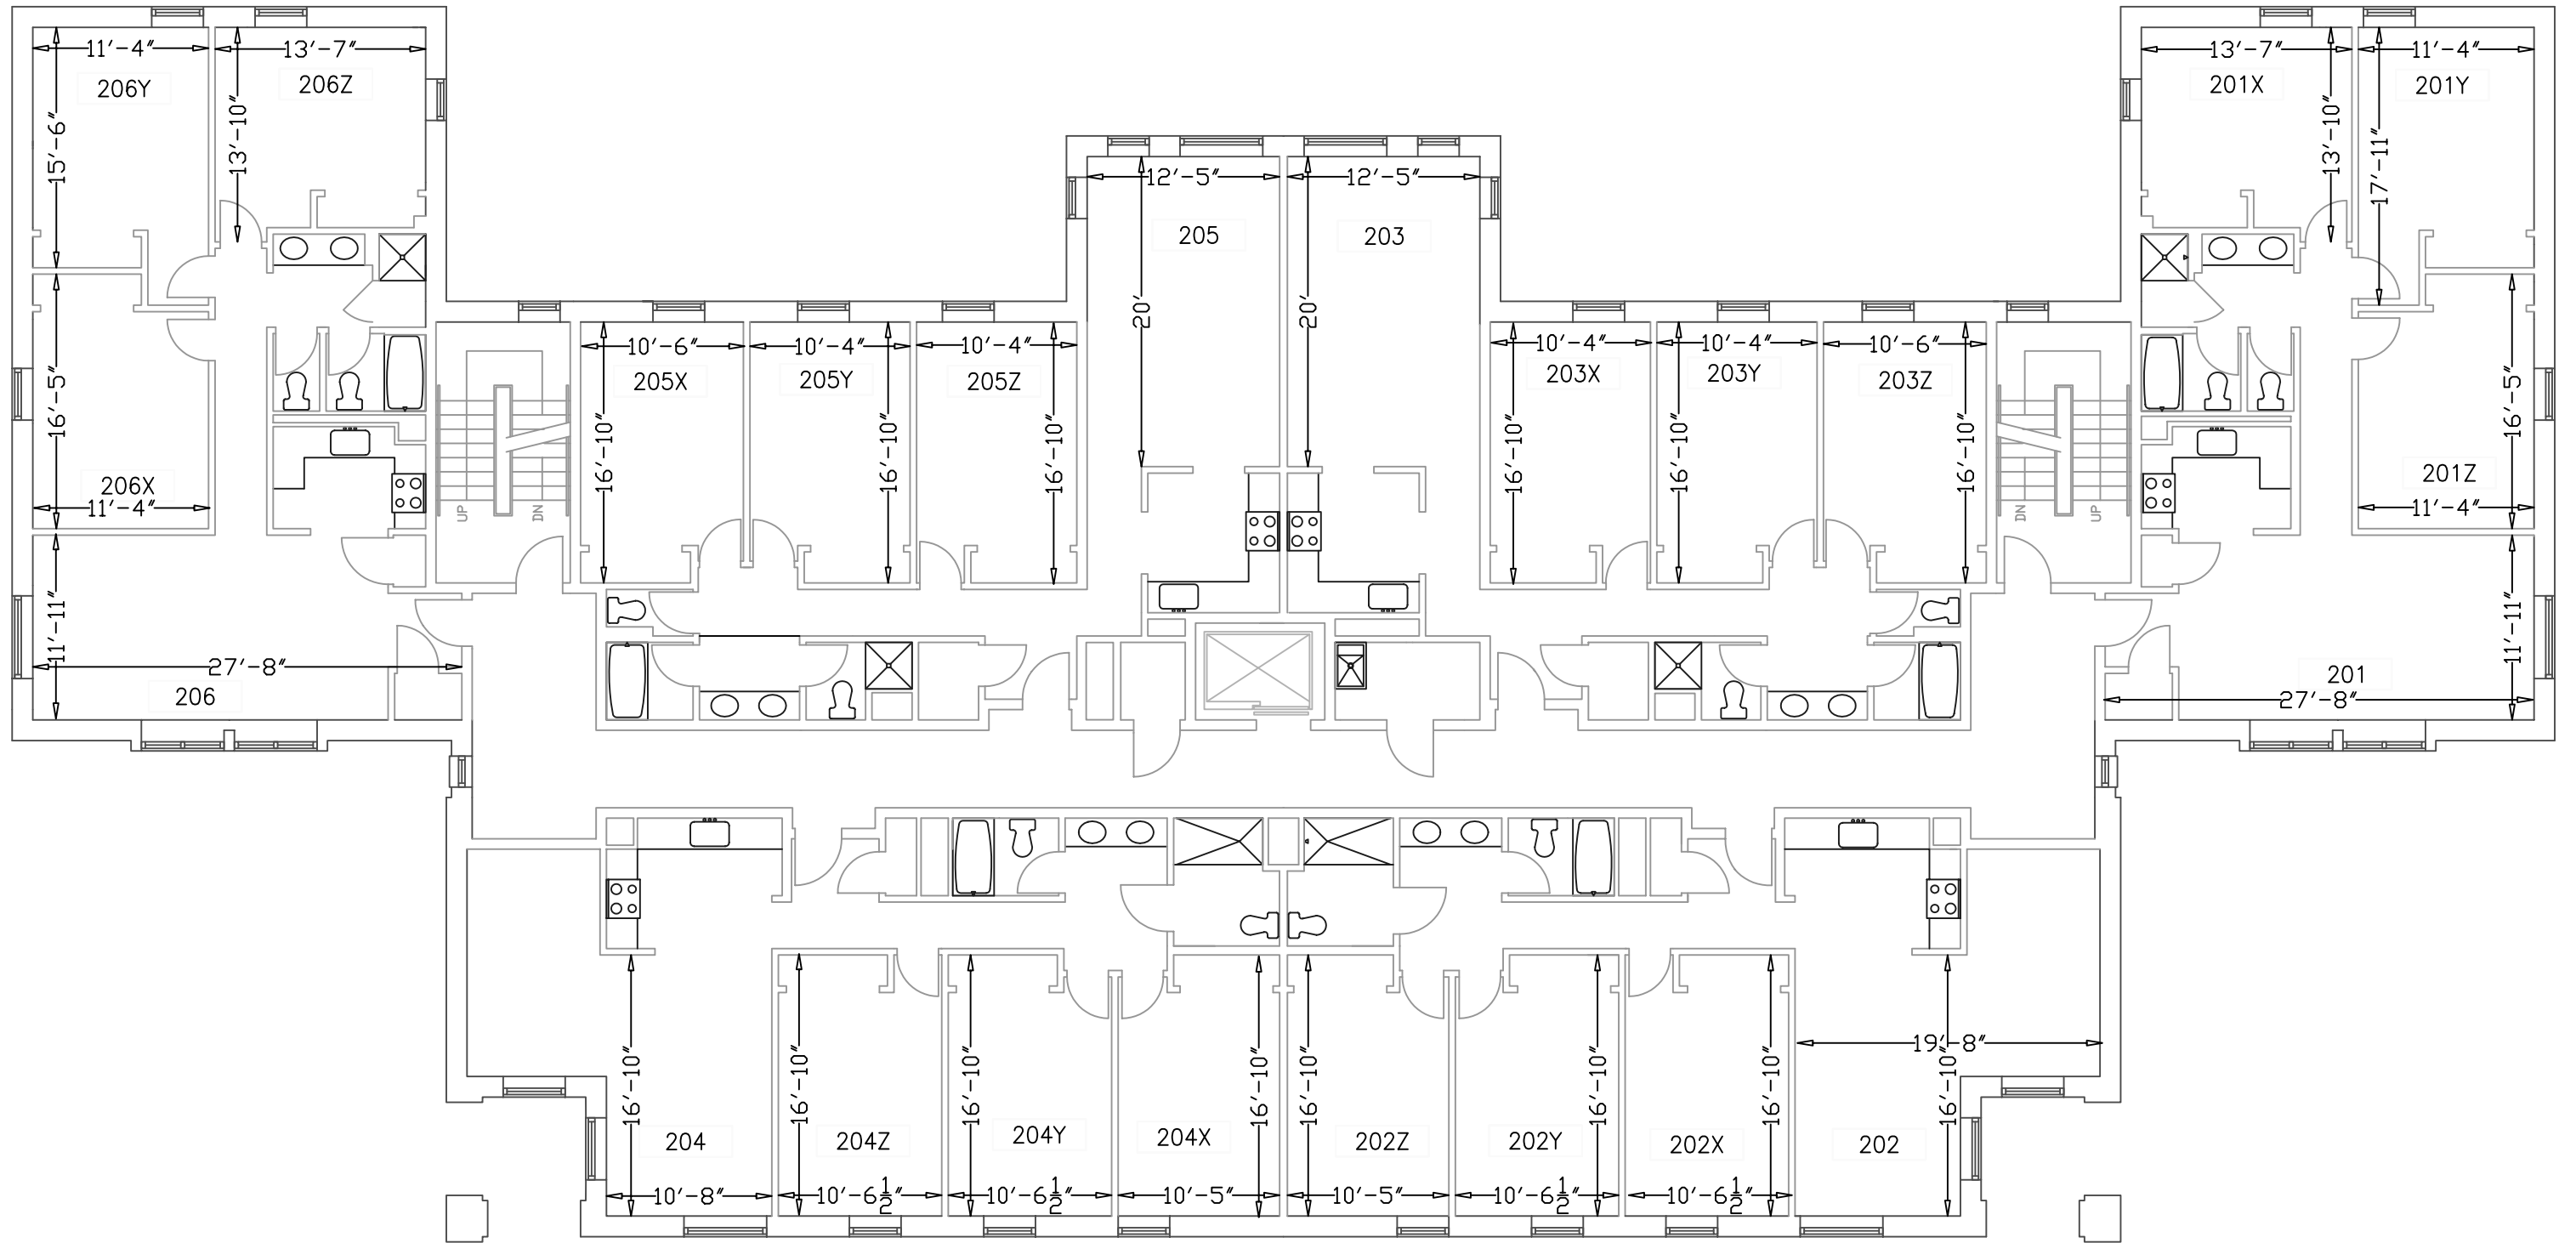 11'-4"
13'-7"
13'-7"
11'-4"
206Y
206Z
201X
201Y
15'-6"
13'-10"
13'-10"
17'-11"
12'-5"
12'-5"
205
203
20'
20'
10'-6"
10'-4"
10'-4"
10'-4"
10'-4"
10'-6"
205X
205Y
205Z
203X
203Y
203Z
16'-5"
16'-10"
16'-10"
16'-10"
16'-10"
16'-10"
16'-10"
16'-5"
206X
11'-4"
UP
DN
DN
UP
201Z
11'-4"
11'-11"
27'-8"
206
11'-11"
201
27'-8"
19'-8"
16'-10"
16'-10"
16'-10"
16'-10"
16'-10"
16'-10"
16'-10"
16'-10"
204
204Z
204Y
204X
202Z
202Y
202X
202
10'-8"
10'-6 1/2"
10'-6 1/2"
10'-5"
10'-5"
10'-6 1/2"
10'-6 1/2"